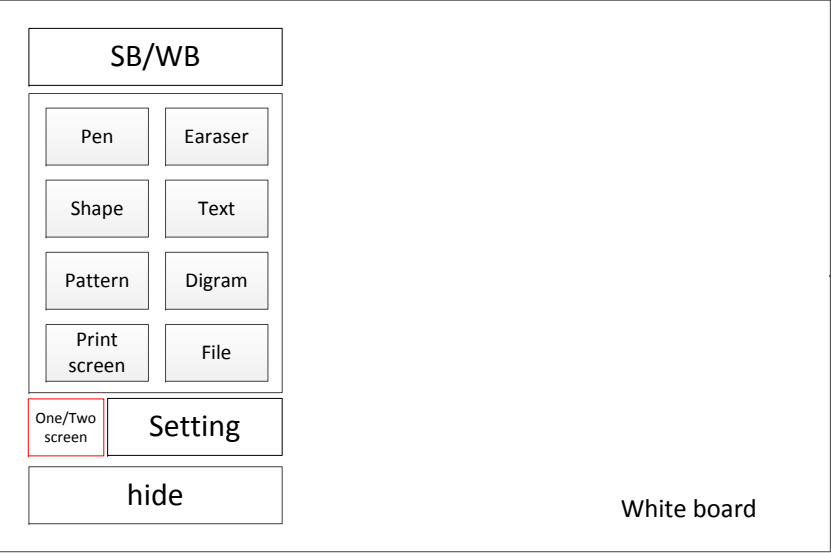 SB/WB
Pen
Earaser
Shape
Text
Pattern
Digram
Print
screen
File
One/Two
screen
Setting
hide
White board